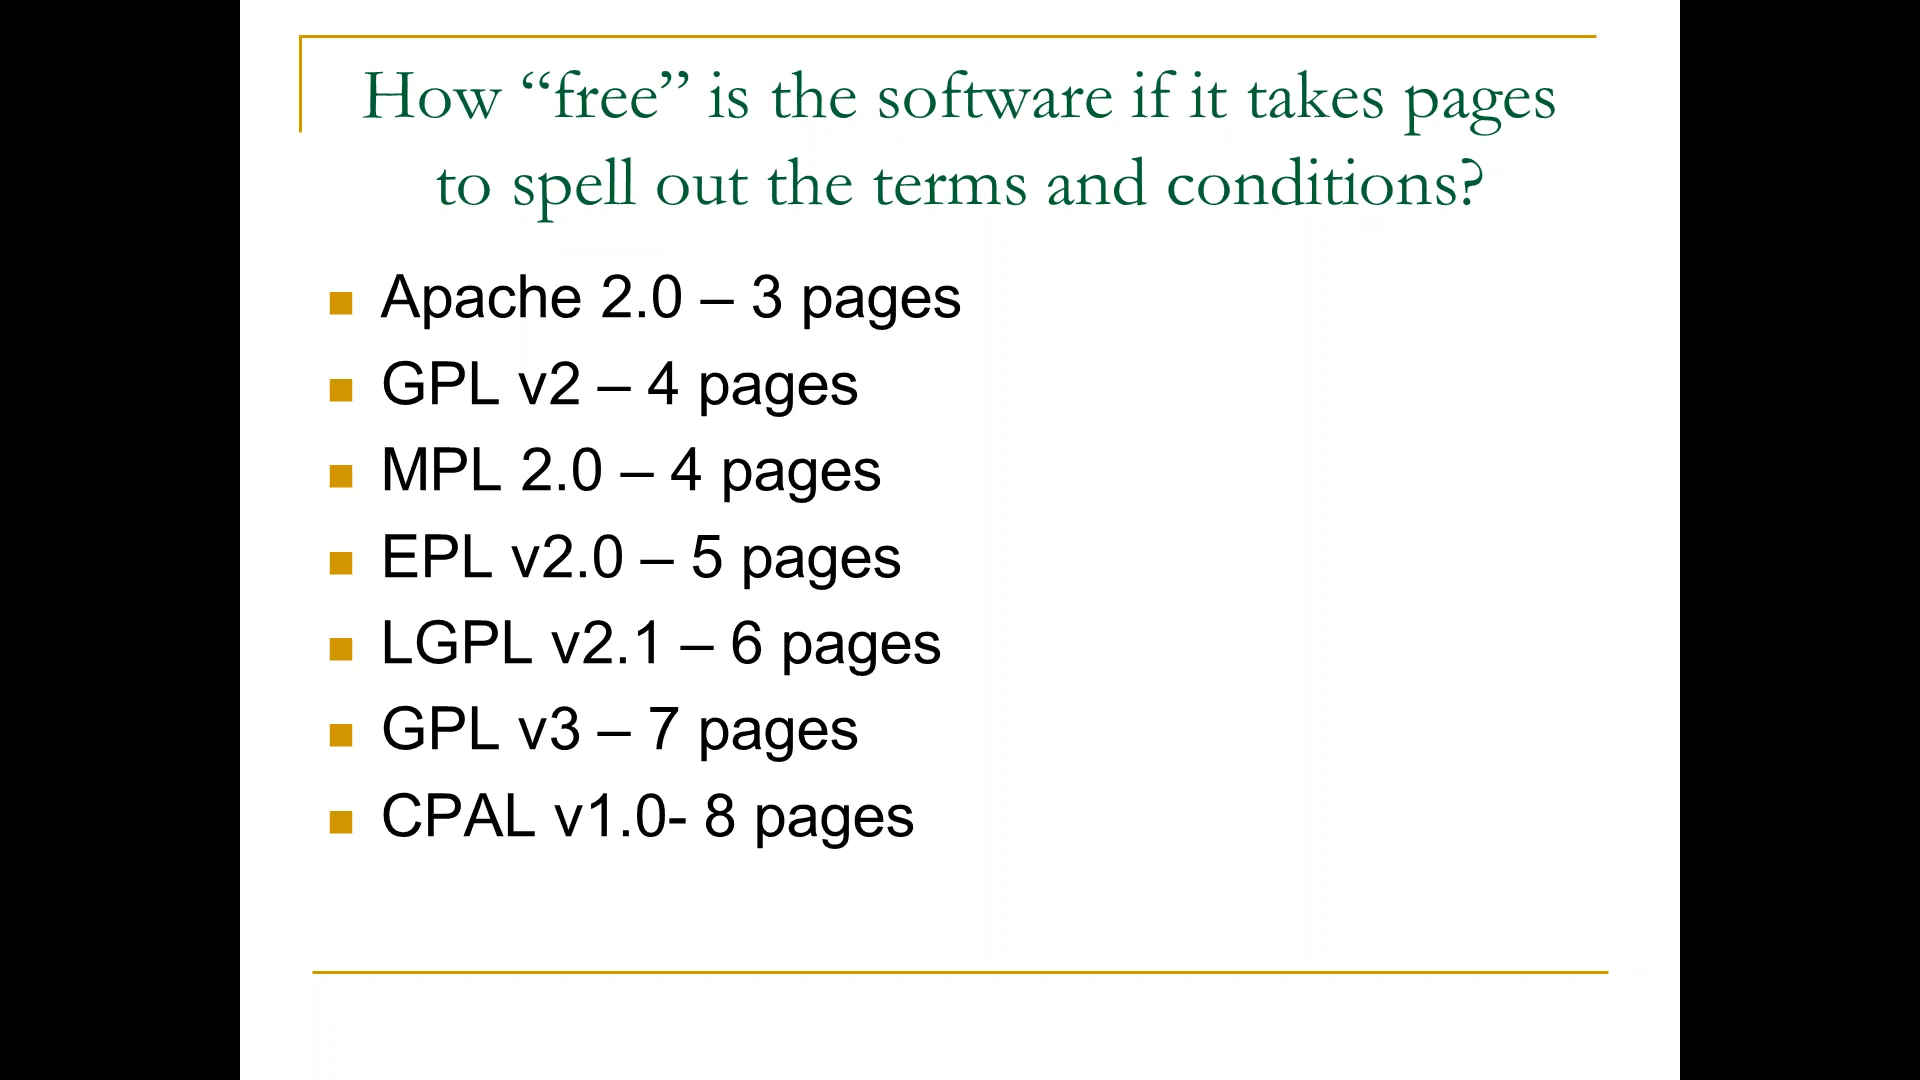 How “free” is the software if it takes pages
to spell out the terms and conditions?
Apache 2.0 – 3 pages
GPL v2 – 4 pages
MPL 2.0 – 4 pages
EPL v2.0 – 5 pages
LGPL v2.1 – 6 pages
GPL v3 – 7 pages
CPAL v1.0- 8 pages